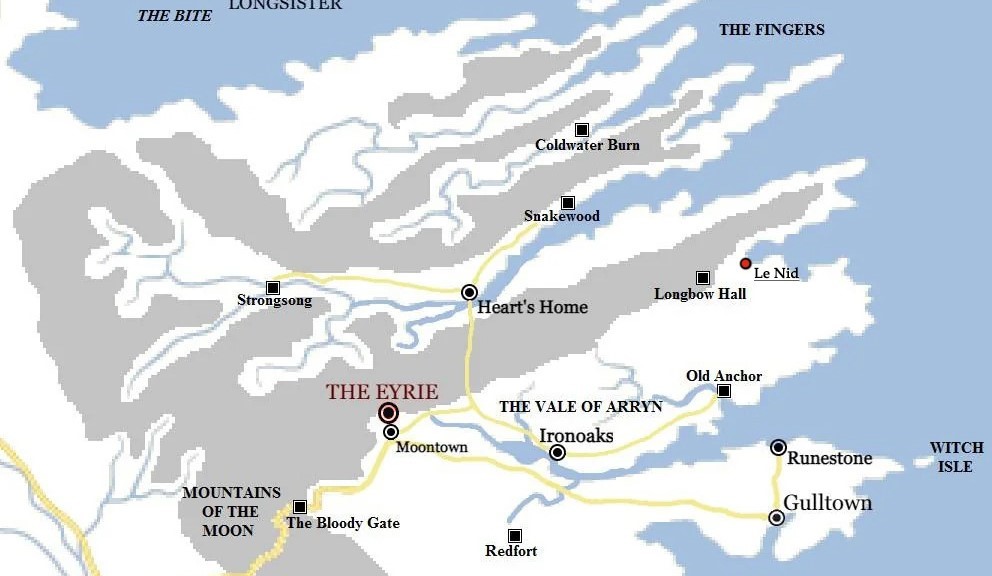 LONGSISTER
THE BITE
THE FINGERS
Coldwater Burn
Snakewood
Le Nid
Longbow Hall
Strongsong
Heart's Home
Old Anchor
THE EYRIE
THE VALE OF ARRYN
Ironoaks
Moontown
Runestone
WITCH
ISLE
MOUNTAINS
OF THE
MOON
Gulltown
The Bloody Gate
Redfort